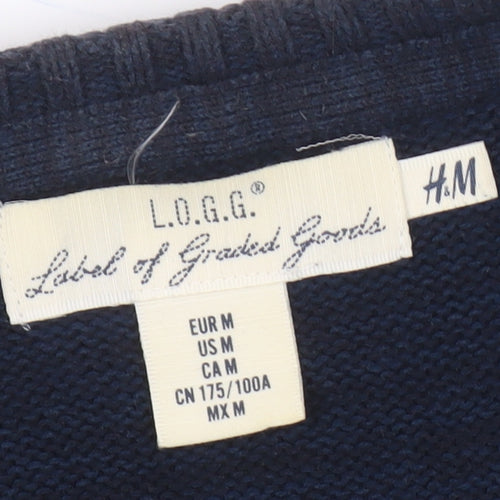 L.O.G.G.®
Label of Graded Goods
H&M
EUR M
US M
CA M
CN 175/100A
MX M